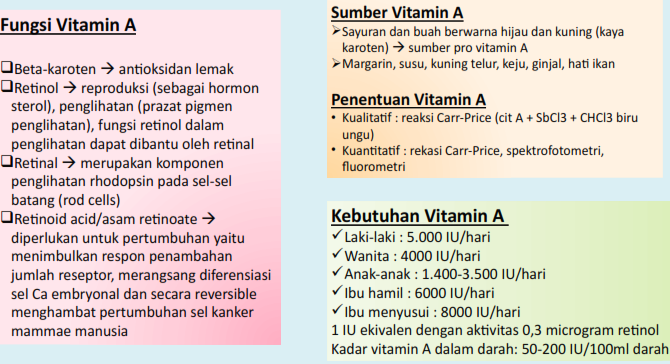 Fungsi Vitamin A
❑Beta-karoten → antioksidan lemak
❑Retinol → reproduksi (sebagai hormon
sterol), penglihatan (prazat pigmen
penglihatan), fungsi retinol dalam
penglihatan dapat dibantu oleh retinal
❑Retinal → merupakan komponen
penglihatan rhodopsin pada sel-sel
batang (rod cells)
❑Retinoid acid/asam retinoate →
diperlukan untuk pertumbuhan yaitu
menimbulkan respon penambahan
jumlah reseptor, merangsang diferensiasi
sel Ca embryonal dan secara reversible
menghambat pertumbuhan sel kanker
mammae manusia
Sumber Vitamin A
➢Sayuran dan buah berwarna hijau dan kuning (kaya
karoten) → sumber pro vitamin A
➢Margarin, susu, kuning telur, keju, ginjal, hati ikan
Penentuan Vitamin A
• Kualitatif : reaksi Carr-Price (cit A + SbCl3 + CHCl3 biru
ungu)
• Kuantitatif : rekasi Carr-Price, spektrofotometri,
fluorometri
Kebutuhan Vitamin A
✓Laki-laki : 5.000 IU/hari
✓Wanita : 4000 IU/hari
✓Anak-anak : 1.400-3.500 IU/hari
✓Ibu hamil : 6000 IU/hari
✓Ibu menyusui : 8000 IU/hari
1 IU ekivalen dengan aktivitas 0,3 microgram retinol
Kadar vitamin A dalam darah: 50-200 IU/100ml darah